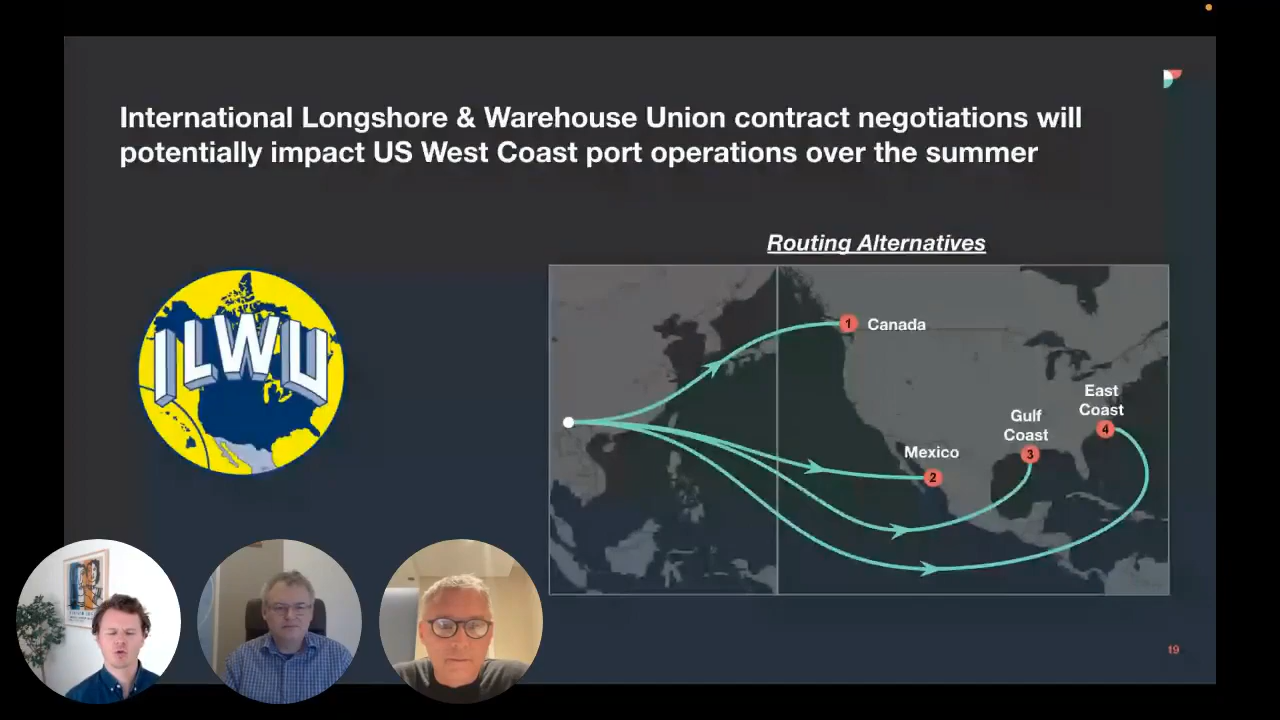 International Longshore & Warehouse Union contract negotiations will
potentially impact US West Coast port operations over the summer
Routing Alternatives
ILWU
1 Canada
East
Coast
4
Gulf
Coast
3
Mexico
2
19